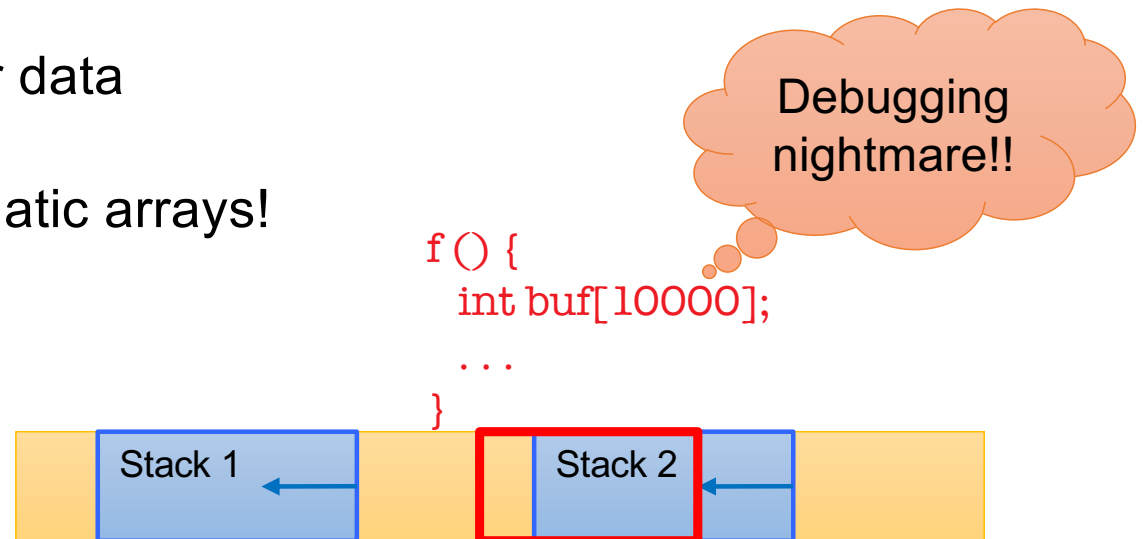 r data
atic arrays!
Debugging
nightmare!!
f () {
int buf[10000];
...
}
Stack 1
Stack 2